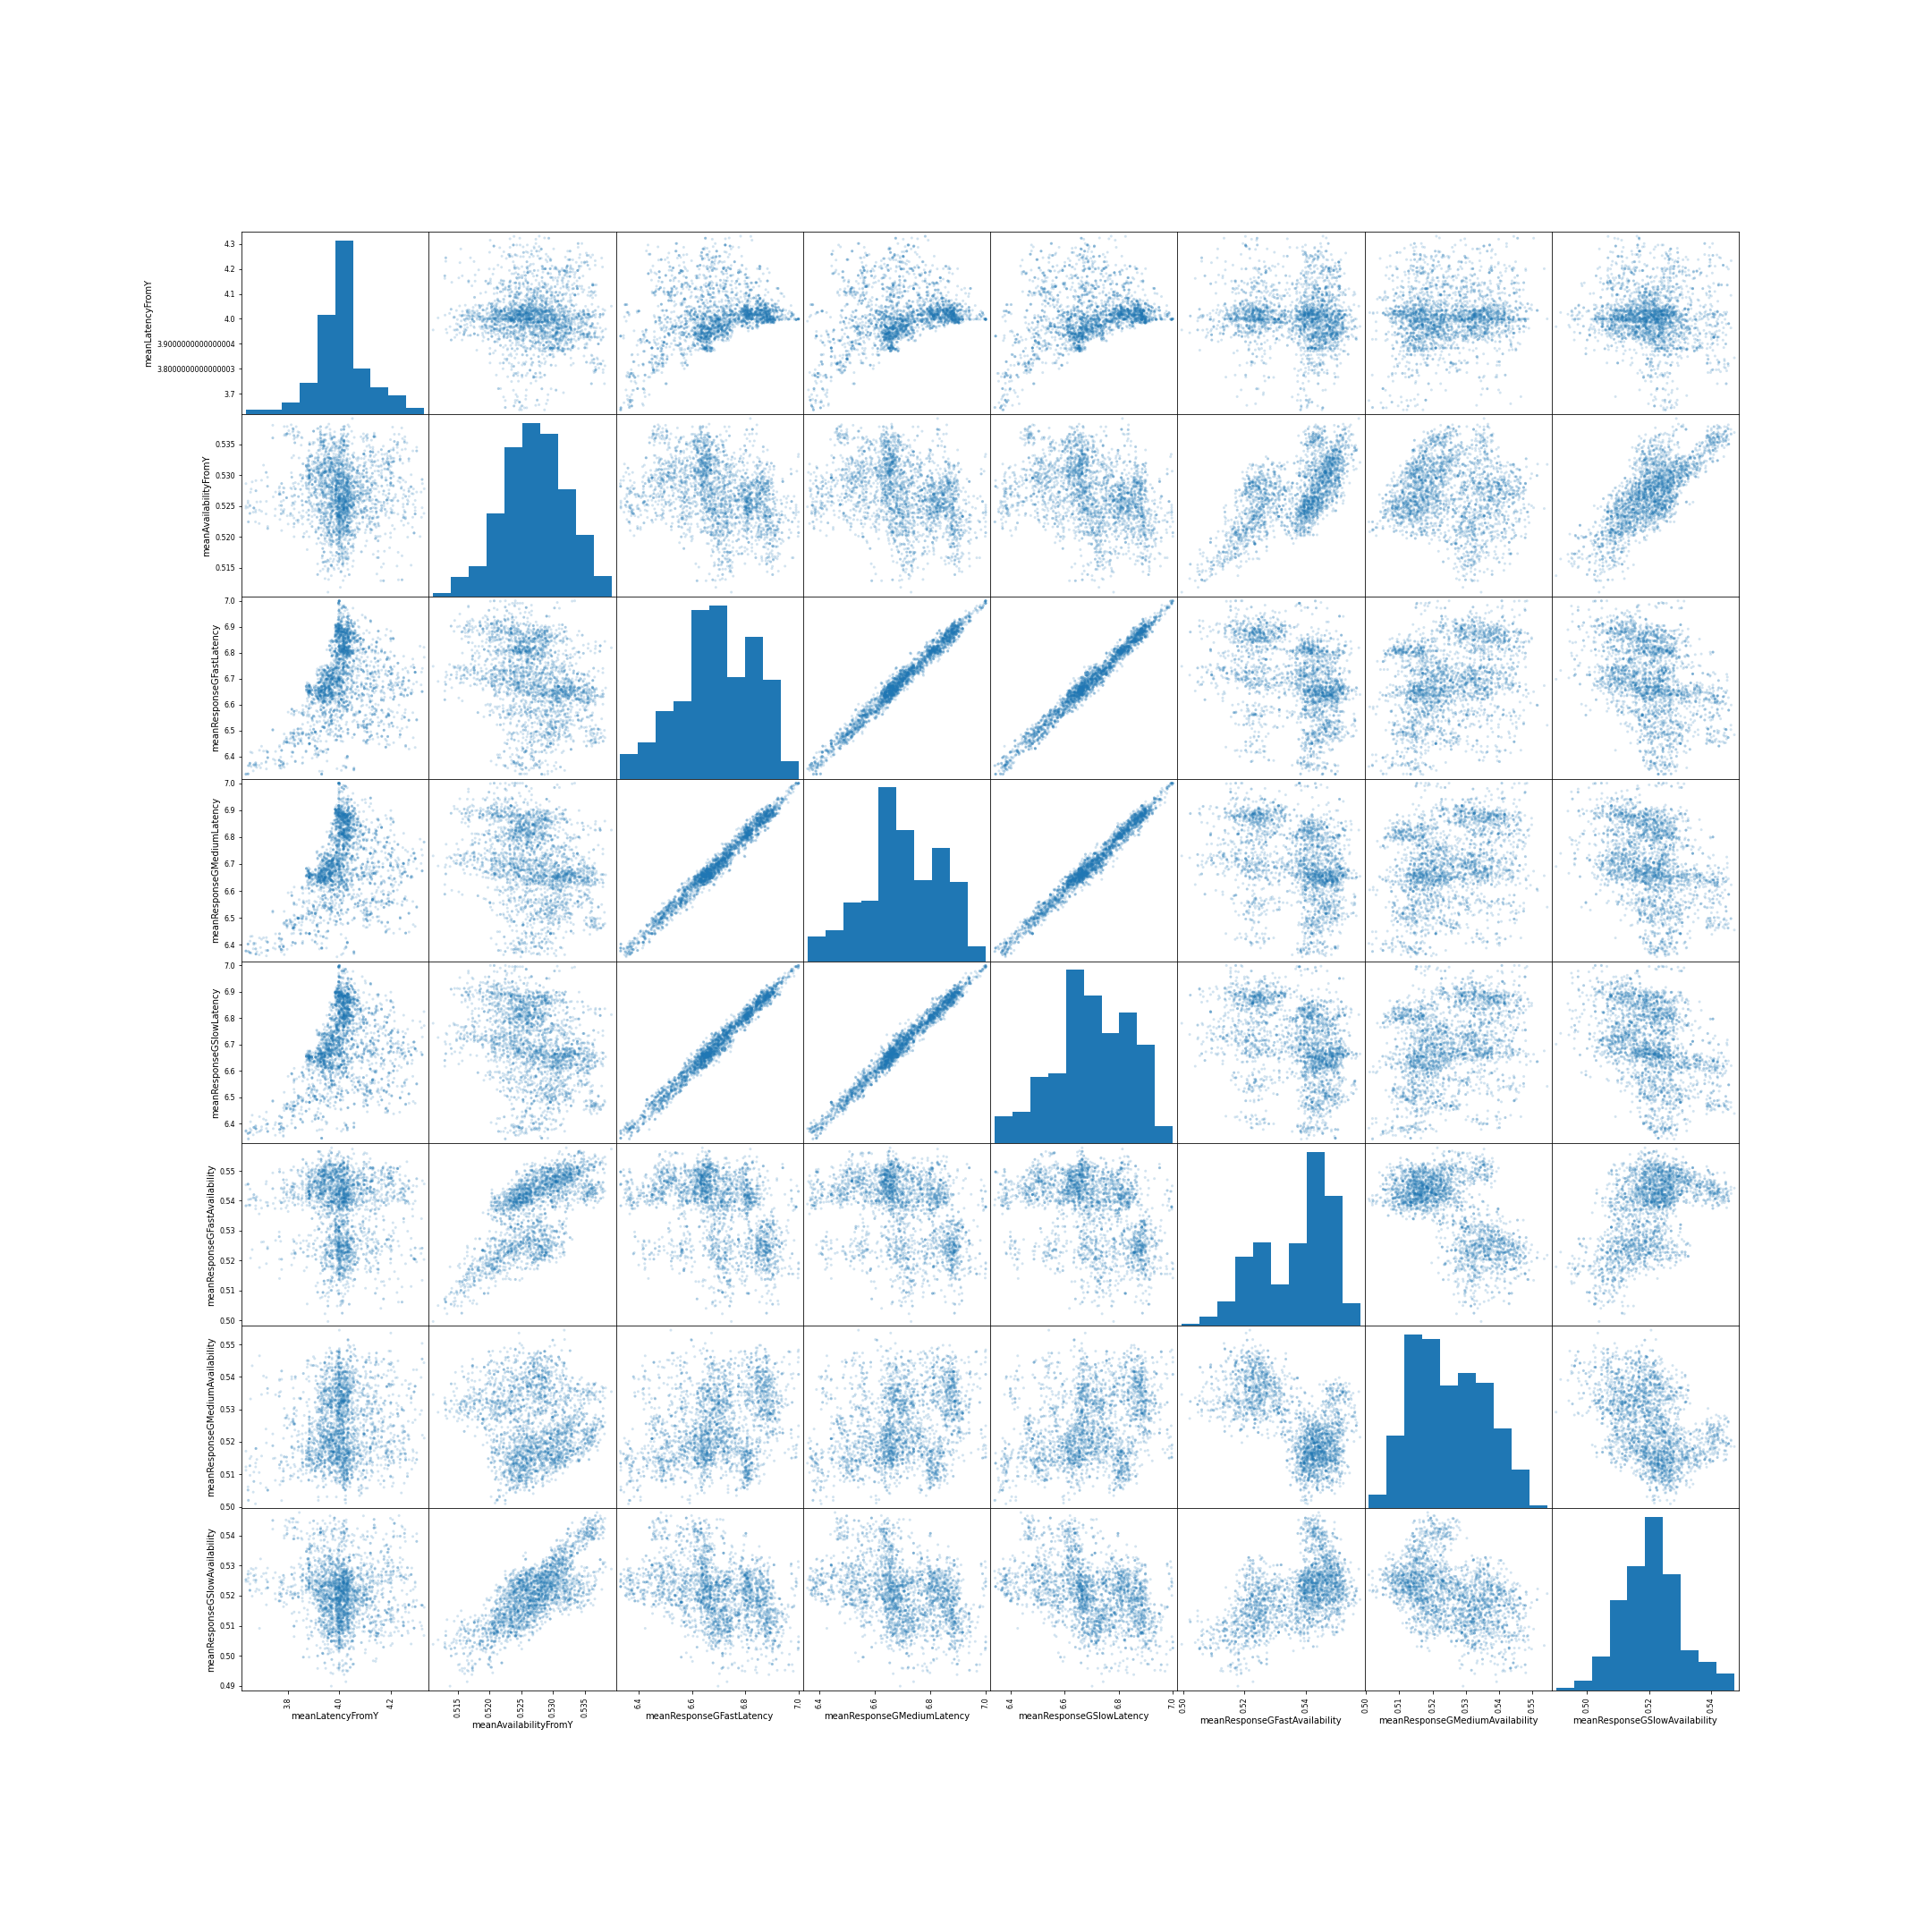 meanLatencyFromY
4.3
4.2
4.1
4.0
3.9000000000000004
3.8000000000000003
3.7
meanAvailabilityFromY
0.535
0.530
0.525
0.520
0.515
meanResponseGFastLatency
7.0
6.9
6.8
6.7
6.6
6.5
6.4
meanResponseGMediumLatency
7.0
6.9
6.8
6.7
6.6
6.5
6.4
meanResponseGSlowLatency
7.0
6.9
6.8
6.7
6.6
6.5
6.4
meanResponseGFastAvailability
0.55
0.54
0.53
0.52
0.51
0.50
meanResponseGMediumAvailability
0.55
0.54
0.53
0.52
0.51
0.50
meanResponseGSlowAvailability
0.54
0.53
0.52
0.51
0.50
0.49
3.8 4.0 4.2
meanLatencyFromY
0.515 0.520 0.525 0.530 0.535
meanAvailabilityFromY
6.4 6.6 6.8 7.0
meanResponseGFastLatency
6.4 6.6 6.8 7.0
meanResponseGMediumLatency
6.4 6.6 6.8 7.0
meanResponseGSlowLatency
0.50 0.52 0.54
meanResponseGFastAvailability
0.50 0.51 0.52 0.53 0.54 0.55
meanResponseGMediumAvailability
0.50 0.52 0.54
meanResponseGSlowAvailability